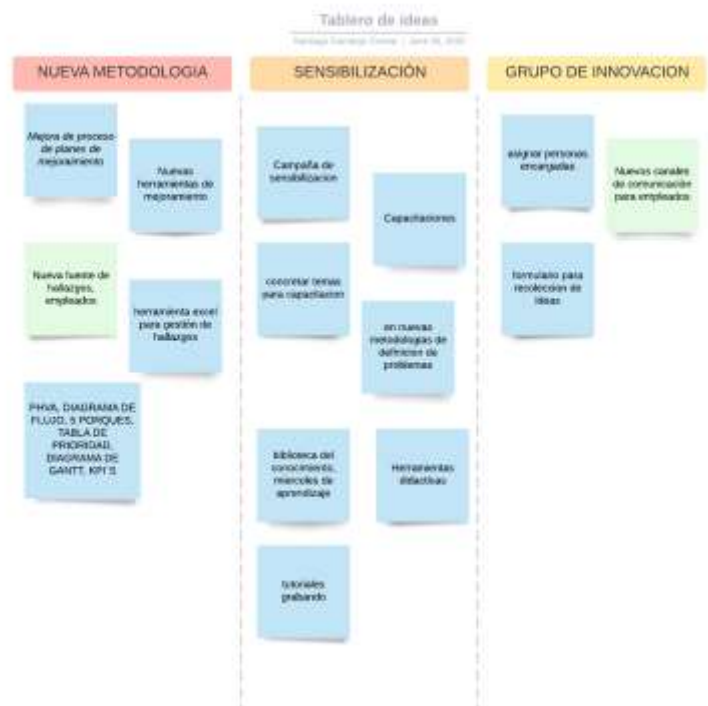 Tablero de ideas
NUEVA METODOLOGIA
Mejora de proceso
de planes de
mejoramiento
Nuevas
herramientas de
mejoramiento
Nueva fuente de
hallazgos,
empleados
herramienta excel
para gestión de
hallazgos
PHVA, DIAGRAMA DE
FLUJO, 5 PORQUES,
TABLA DE
PRIORIDAD,
DIAGRAMA DE
GANTT, KPI´S
SENSIBILIZACIÓN
Campaña de
sensibilizacion
Capacitaciones
concretar temas
para capacitacion
en nuevas
metodologias de
definicion de
problemas
biblioteca del
conocimiento,
miercoles de
aprendizaje
Herramientas
didacticas
tutoriales
grabando
GRUPO DE INNOVACION
asignar personas
encargadas
Nuevos canales
de comunicación
para empleados
formulario para
recoleccion de
ideas